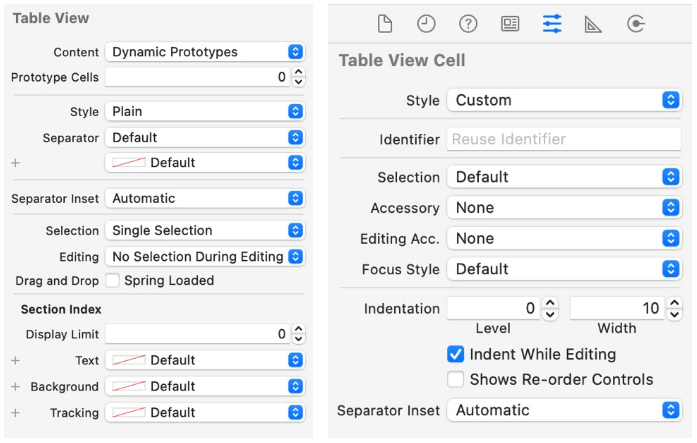 Table View
Content Dynamic Prototypes
Prototype Cells 0
Style Plain
Separator Default
+ Default
Separator Inset Automatic
Selection Single Selection
Editing No Selection During Editing
Drag and Drop Spring Loaded
Section Index
Display Limit 0
+ Text Default
+ Background Default
+ Tracking Default
Table View Cell
Style Custom
Identifier Reuse Identifier
Selection Default
Accessory None
Editing Acc. None
Focus Style Default
Indentation 0 10
Level Width
Indent While Editing
Shows Re-order Controls
Separator Inset Automatic